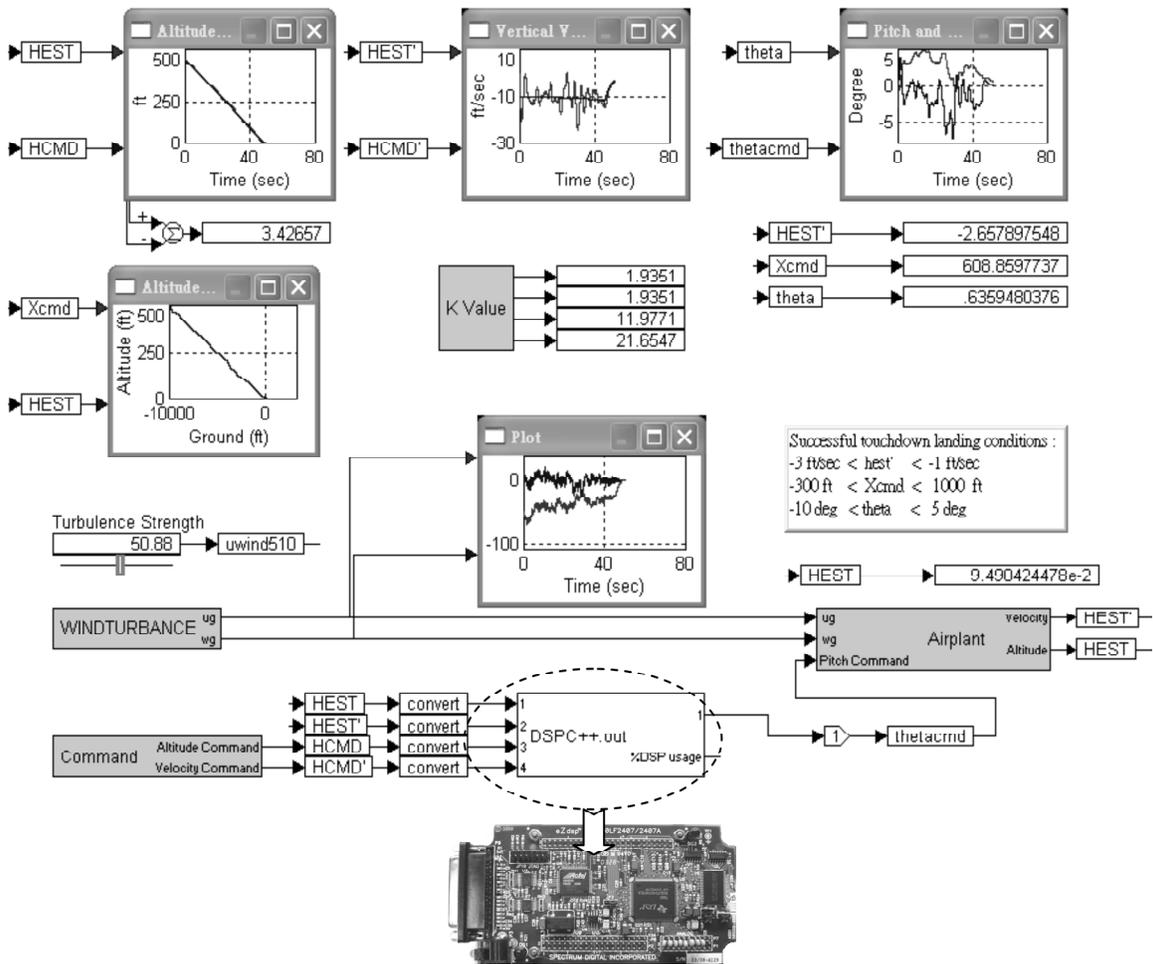 HEST
HCMD
Altitude...
500
250
0
ft
0 40 80
Time (sec)
+
-
Σ
3.42657
HEST'
HCMD'
Vertical V...
10
-10
-30
ft/sec
0 40 80
Time (sec)
theta
thetacmd
Pitch and ...
5
0
-5
Degree
0 40 80
Time (sec)
HEST' -2.657897548
Xcmd 608.8597737
theta .6359480376
Xcmd
HEST
Altitude...
500
250
0
Altitude (ft)
-10000 0
Ground (ft)
K Value
1.9351
1.9351
11.9771
21.6547
Plot
0
-100
0 40 80
Time (sec)
Successful touchdown landing conditions :
-3 ft/sec < hest' < -1 ft/sec
-300 ft < Xcmd < 1000 ft
-10 deg < theta < 5 deg
Turbulence Strength
50.88
uwind510
HEST 9.490424478e-2
WINDTURBANCE
ug
wg
ug
wg
Pitch Command
Airplant
Velocity
Altitude
HEST'
HEST
Command
Altitude Command
Velocity Command
HEST convert
HEST' convert
HCMD convert
HCMD' convert
1
2
3
4
DSPC++.out
1
%DSP usage
1
thetacmd
eZdsp
LF2407/2407A
SPECTRUM DIGITAL INCORPORATED
S/N